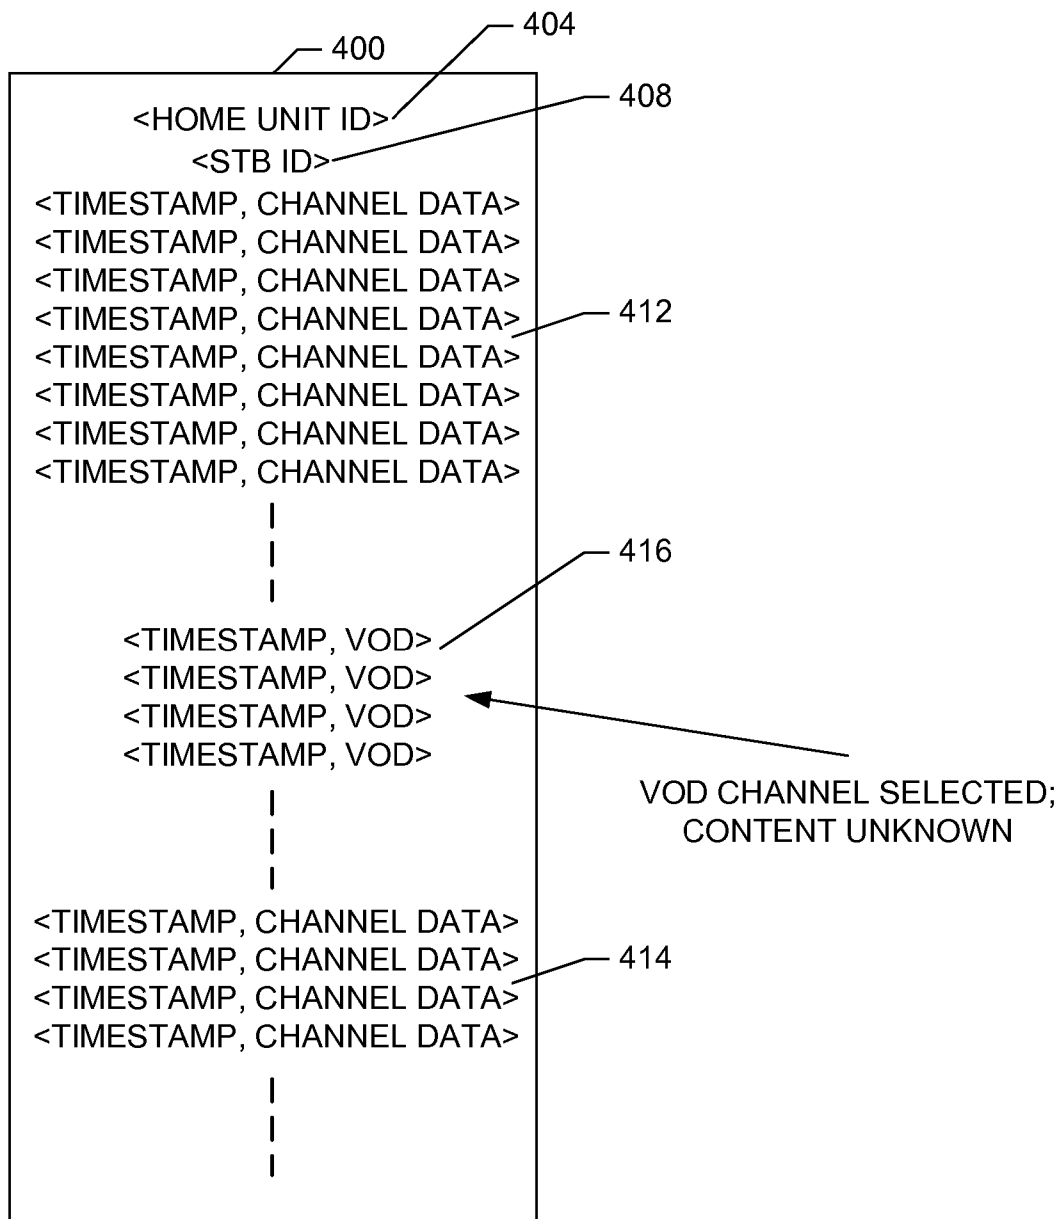 400
404
<HOME UNIT ID>
408
<STB ID>
<TIMESTAMP, CHANNEL DATA>
<TIMESTAMP, CHANNEL DATA>
<TIMESTAMP, CHANNEL DATA>
<TIMESTAMP, CHANNEL DATA>
412
<TIMESTAMP, CHANNEL DATA>
<TIMESTAMP, CHANNEL DATA>
<TIMESTAMP, CHANNEL DATA>
<TIMESTAMP, CHANNEL DATA>
416
<TIMESTAMP, VOD>
<TIMESTAMP, VOD>
<TIMESTAMP, VOD>
<TIMESTAMP, VOD>
VOD CHANNEL SELECTED;
CONTENT UNKNOWN
<TIMESTAMP, CHANNEL DATA>
<TIMESTAMP, CHANNEL DATA>
414
<TIMESTAMP, CHANNEL DATA>
<TIMESTAMP, CHANNEL DATA>